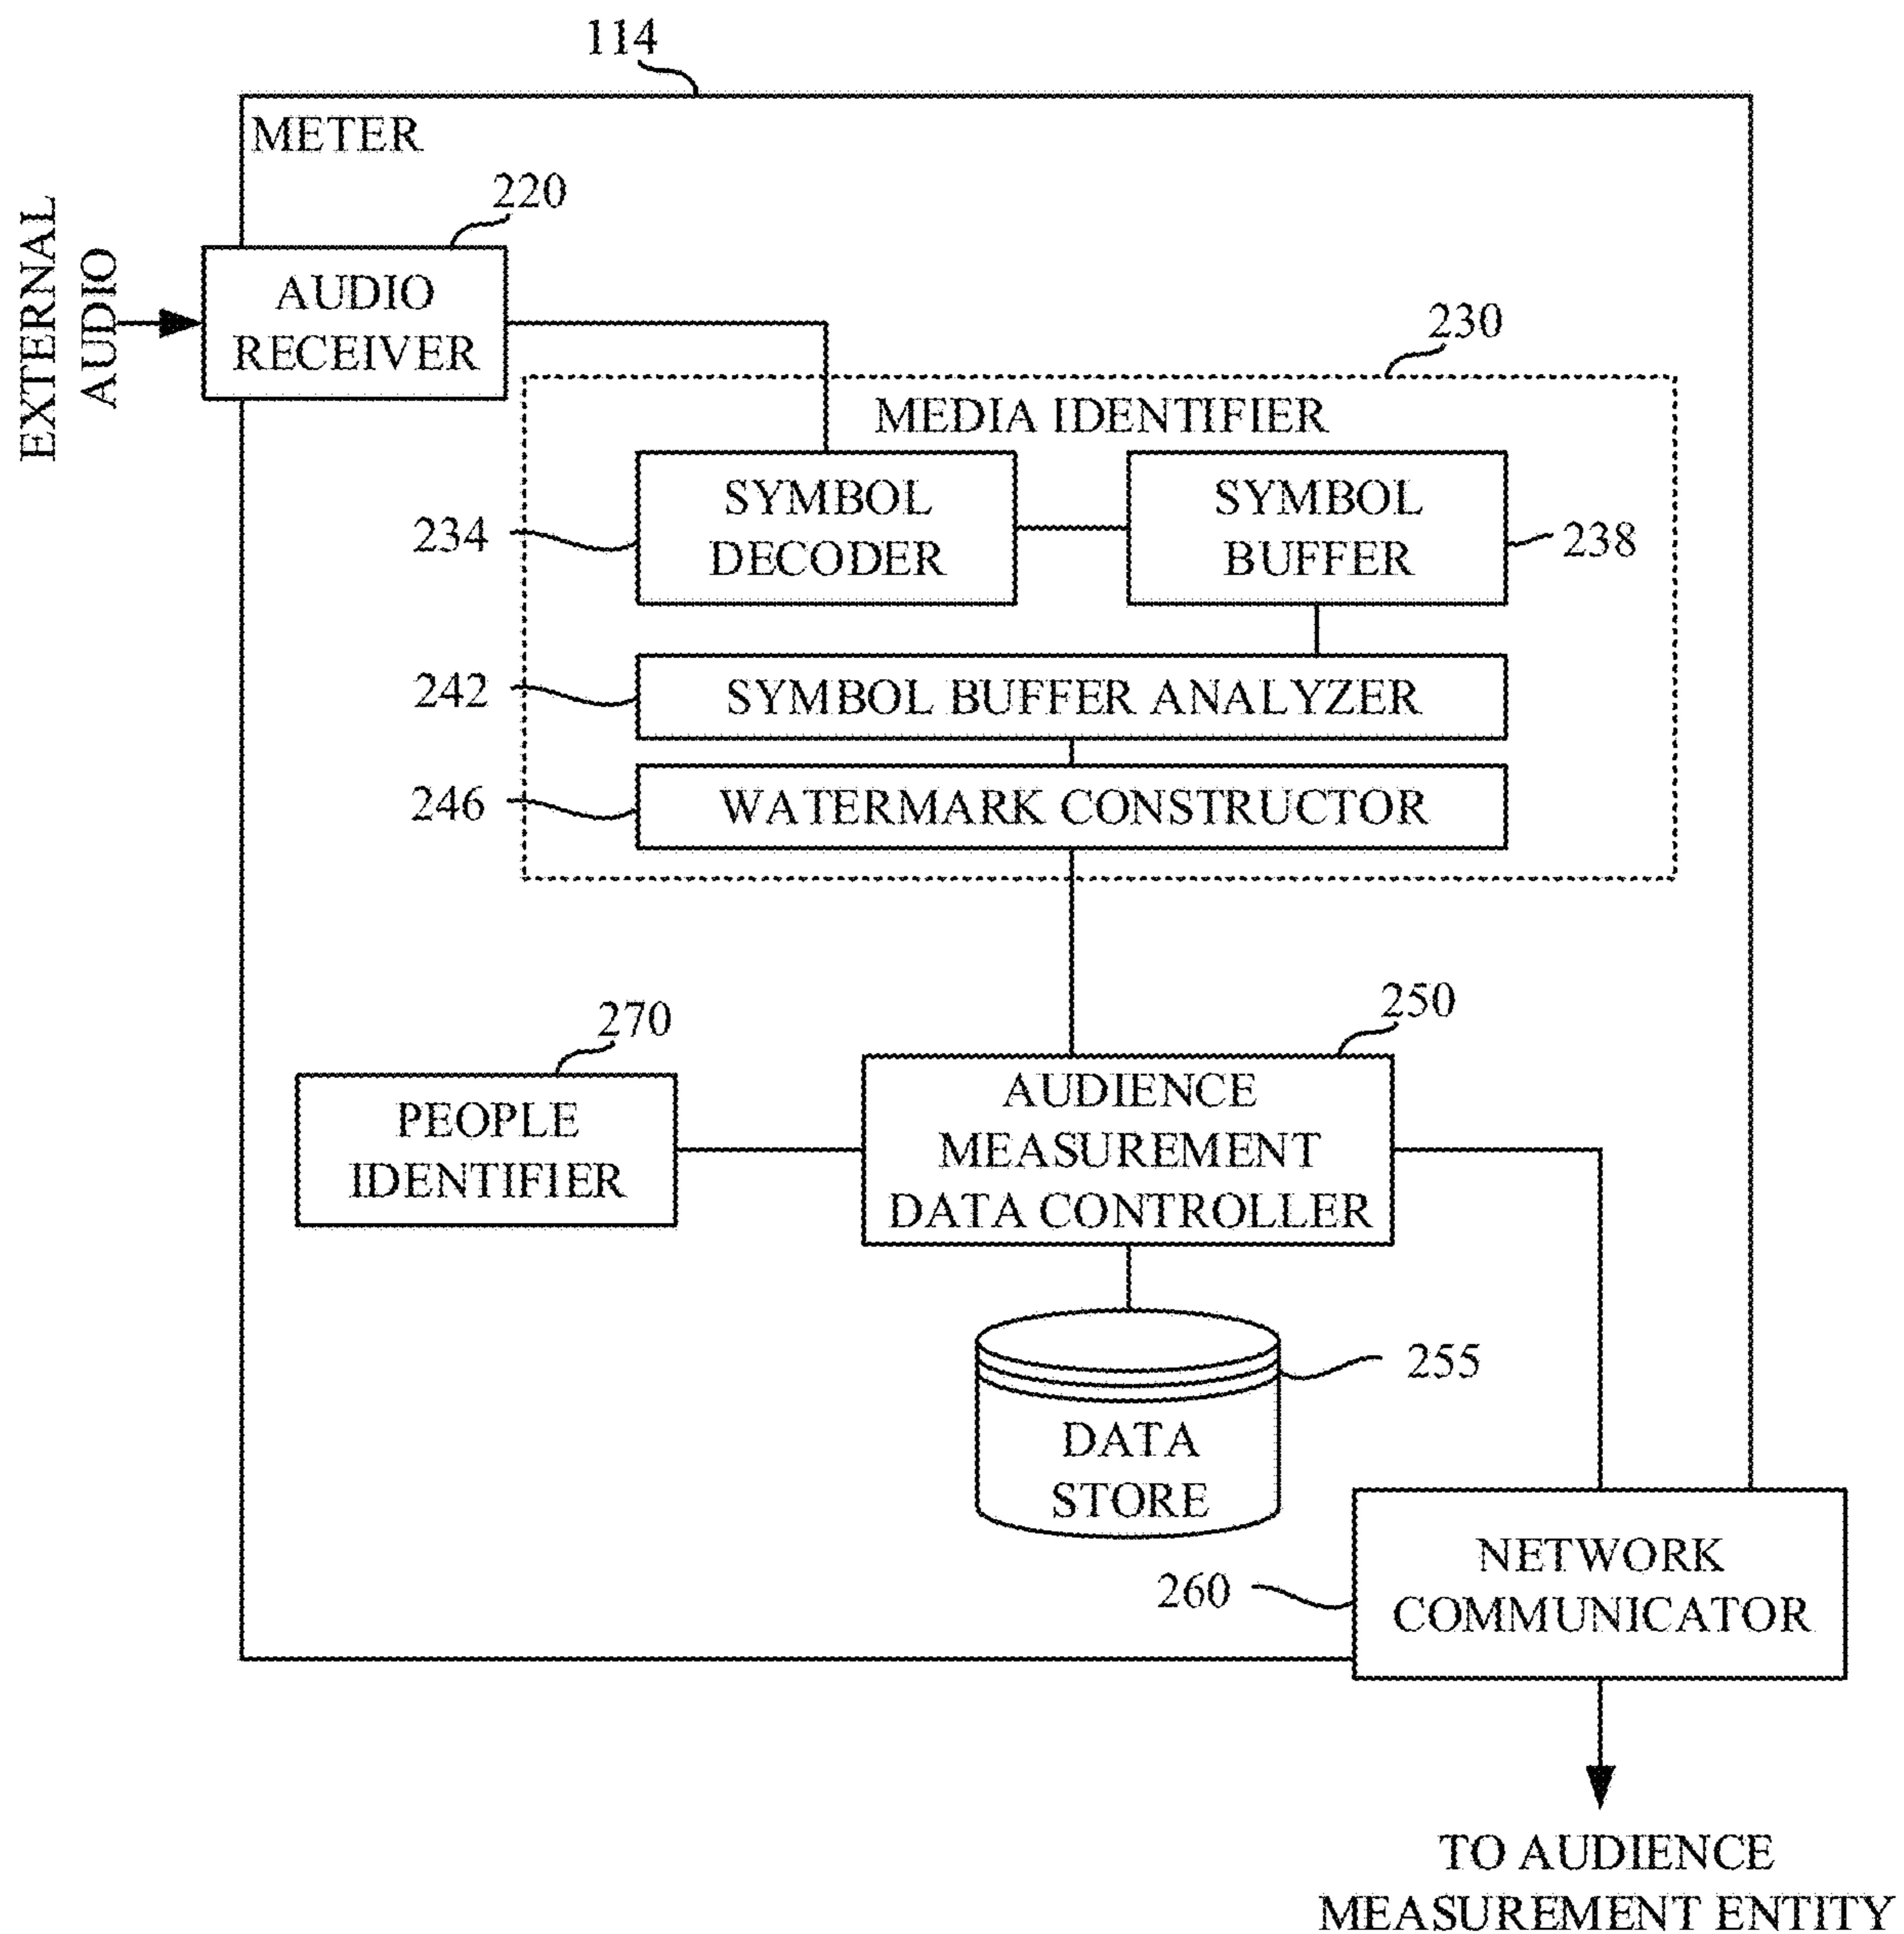 114
METER
220
EXTERNAL
AUDIO
AUDIO
RECEIVER
230
MEDIA IDENTIFIER
SYMBOL
DECODER
SYMBOL
BUFFER
234
238
242
SYMBOL BUFFER ANALYZER
246
WATERMARK CONSTRUCTOR
270
250
PEOPLE
IDENTIFIER
AUDIENCE
MEASUREMENT
DATA CONTROLLER
255
DATA
STORE
260
NETWORK
COMMUNICATOR
TO AUDIENCE
MEASUREMENT ENTITY